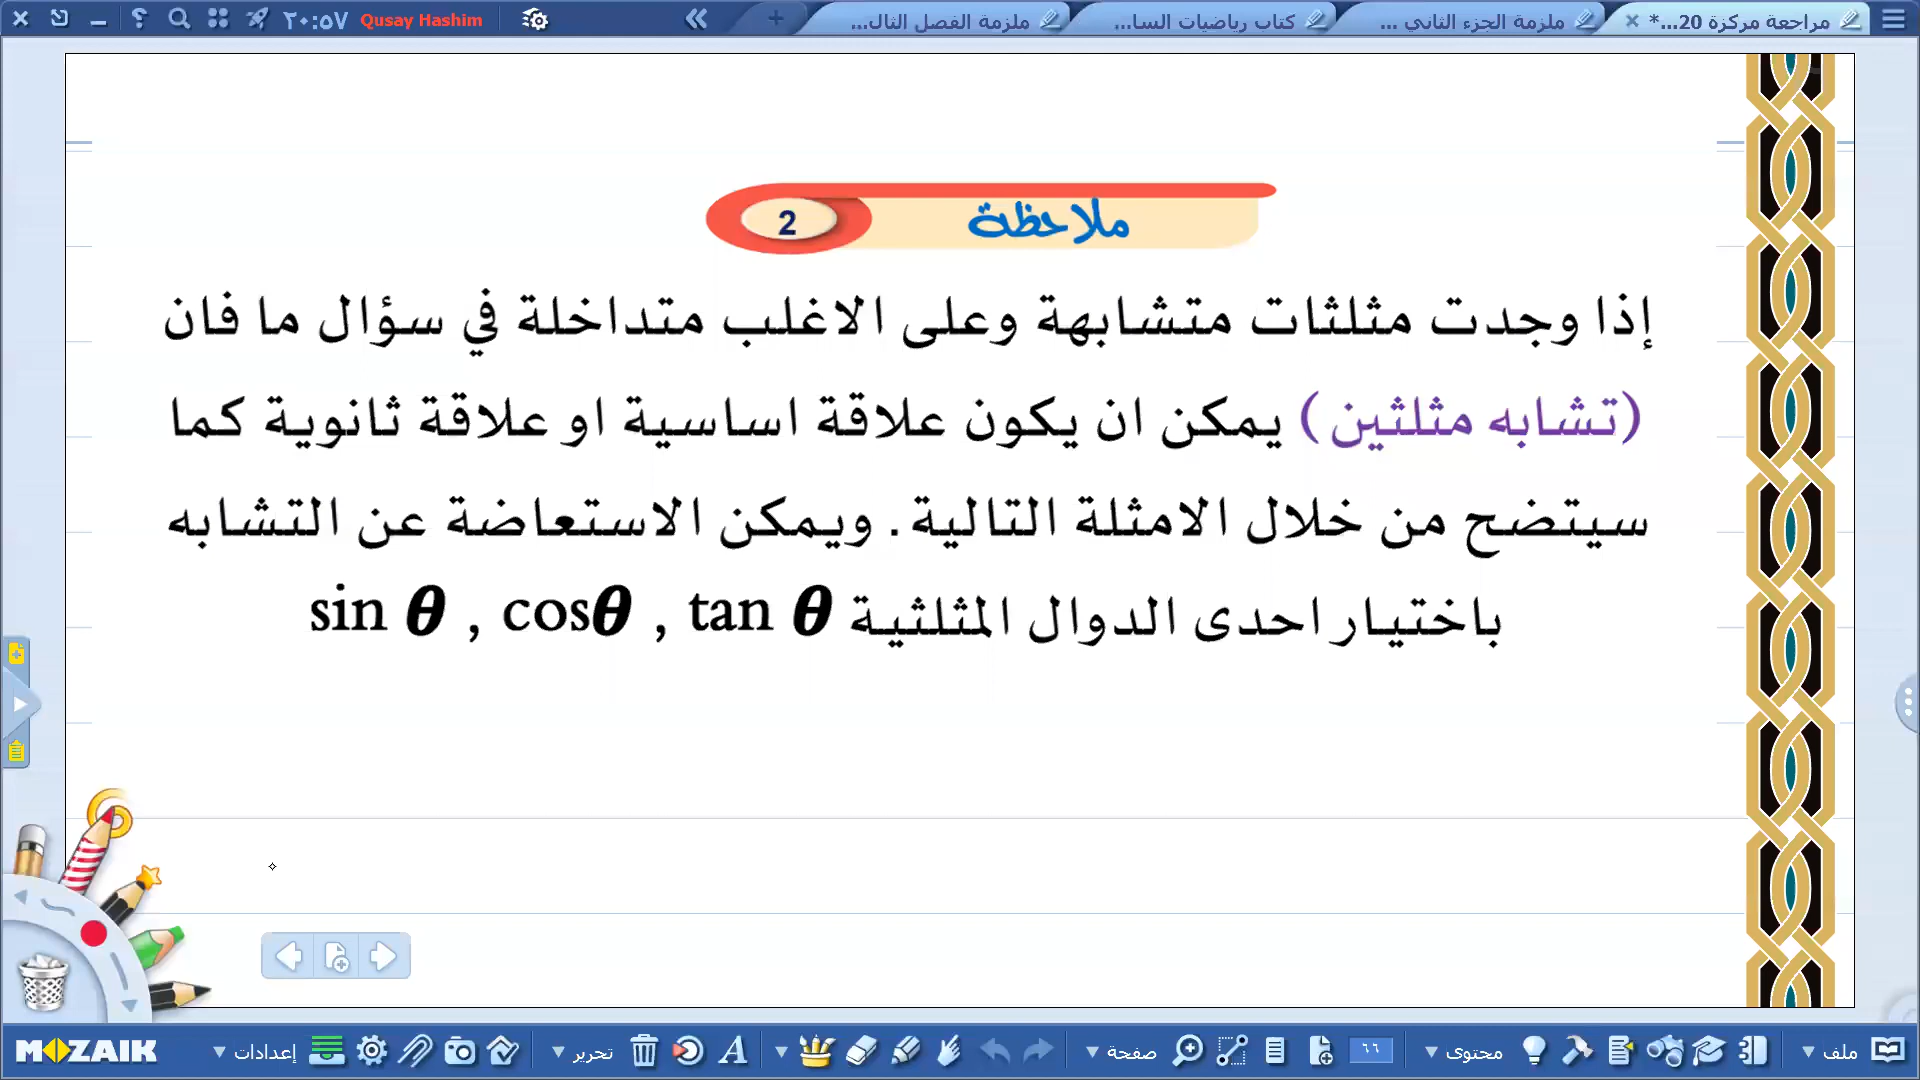 مراجعة مركزة 20...*
ملزمة الجزء الثاني ...
كتاب رياضيات السا...
ملزمة الفصل الثال...
Qusay Hashim
٢٠:٥٧
ملاحظة
2
إذا وجدت مثلثات متشابهة وعلى الاغلب متداخلة في سؤال ما فان
(تشابه مثلثين) يمكن ان يكون علاقة اساسية او علاقة ثانوية كما
سيتضح من خلال الامثلة التالية. ويمكن الاستعاضة عن التشابه
باختيار احدى الدوال المثلثية sin θ , cosθ , tan θ
ملف
محتوى
٦٦
صفحة
A
تحرير
إعدادات
MOZAIK